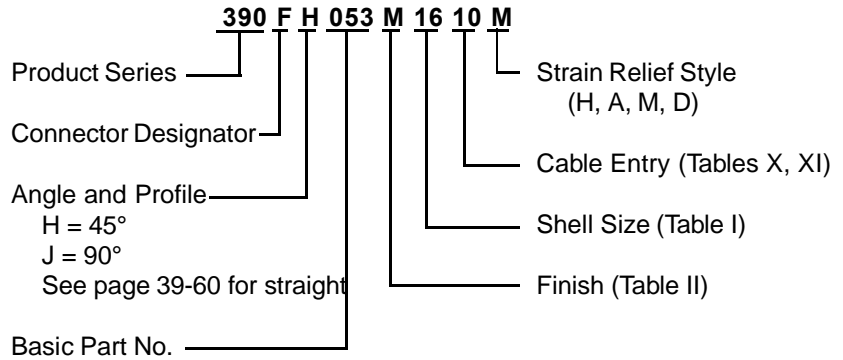 390 F H 053 M 16 10 M
Product Series
Connector Designator
Angle and Profile
H = 45°
J = 90°
See page 39-60 for straight
Basic Part No.
Strain Relief Style
(H, A, M, D)
Cable Entry (Tables X, XI)
Shell Size (Table I)
Finish (Table II)